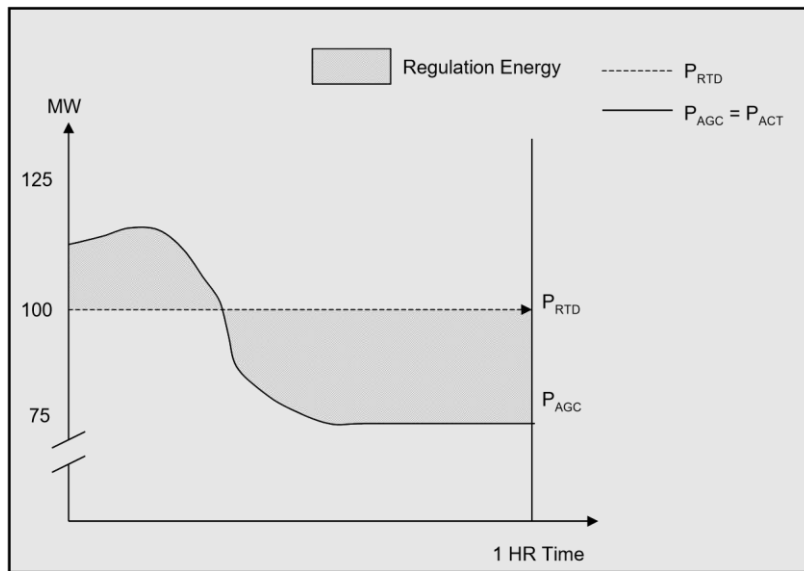 Regulation Energy
P_RTD
MW
P_AGC = P_ACT
125
100
P_RTD
P_AGC
75
1 HR Time